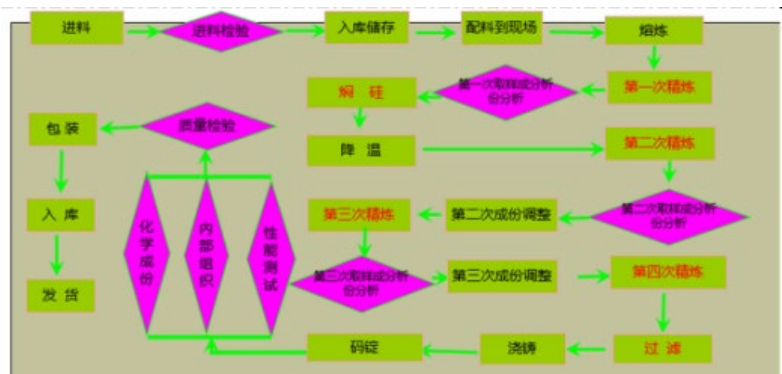 进料
进料检验
入库储存
配料到现场
熔炼
第一次精炼
第一次取样成分析
份分析
焖 硅
降 温
第二次精炼
第二次取样成分析
份分析
第二次成份调整
第三次精炼
第三次取样成分析
份分析
第三次成份调整
第四次精炼
过 滤
浇铸
码锭
化学成份
内部组织
性能测试
质量检验
包 装
入 库
发 货